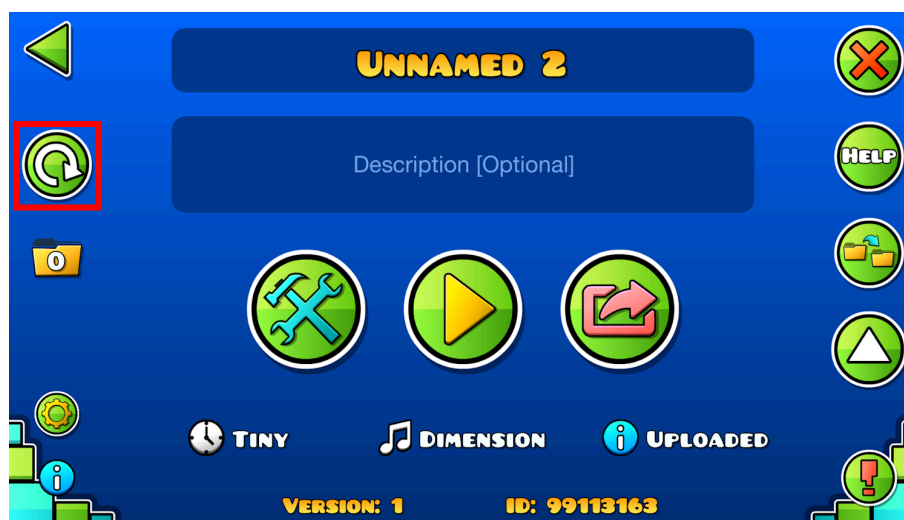 UNNAMED 2
Description [Optional]
HELP
0
TINY
DIMENSION
UPLOADED
VERSION: 1
ID: 99113163